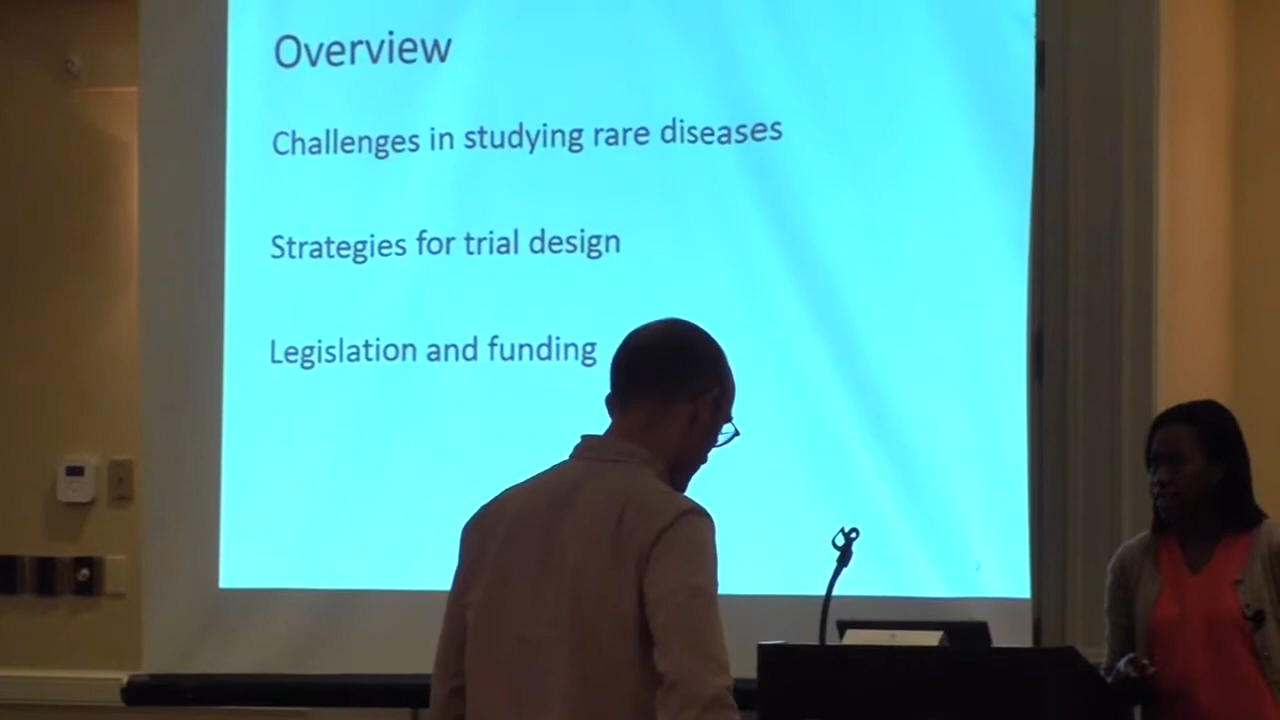 Overview
Challenges in studying rare diseases
Strategies for trial design
Legislation and funding